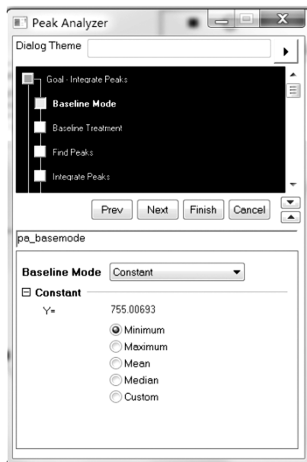 Peak Analyzer
Dialog Theme
Goal - Integrate Peaks
Baseline Mode
Baseline Treatment
Find Peaks
Integrate Peaks
Prev Next Finish Cancel
pa_basemode
Baseline Mode Constant
Constant
Y= 755.00693
Minimum
Maximum
Mean
Median
Custom